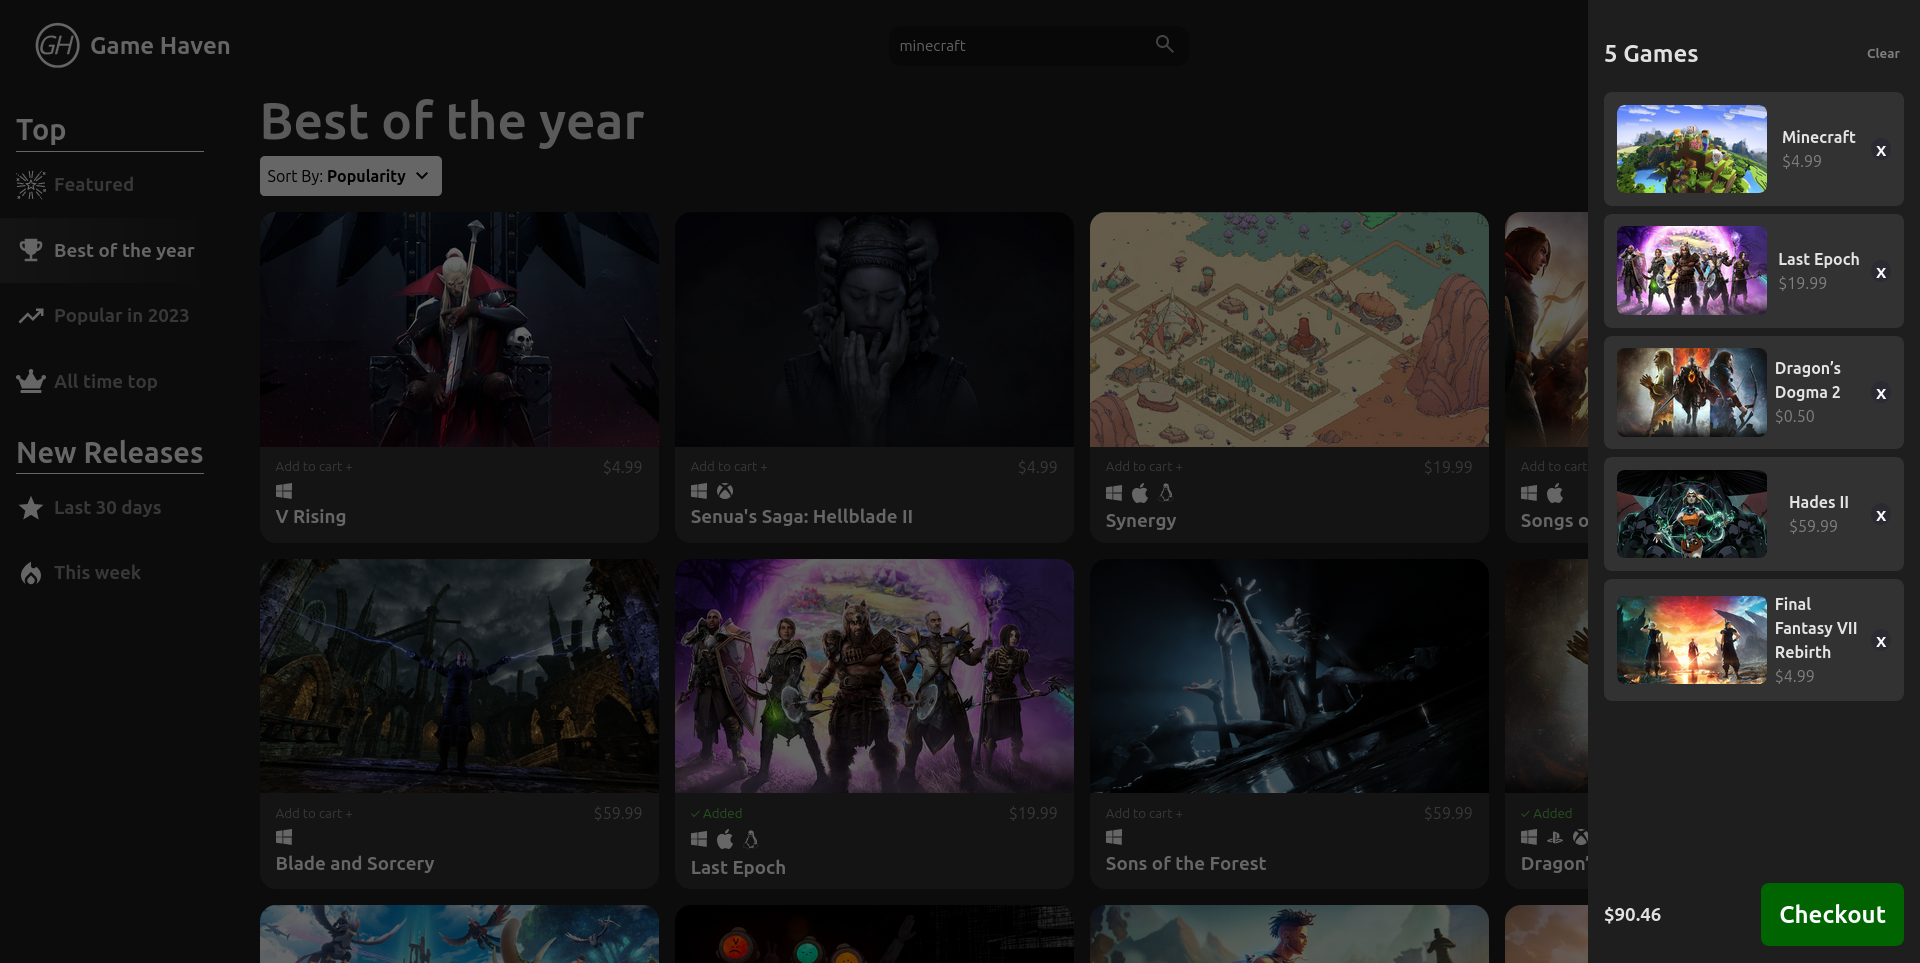 GH Game Haven
minecraft
Top
Featured
Best of the year
Popular in 2023
All time top
New Releases
Last 30 days
This week
Best of the year
Sort By: Popularity
Add to cart + $4.99
V Rising
Add to cart + $4.99
Senua's Saga: Hellblade II
Add to cart + $19.99
Synergy
Add to cart
Songs o
Add to cart + $59.99
Blade and Sorcery
✓ Added $19.99
Last Epoch
Add to cart + $59.99
Sons of the Forest
✓ Added
Dragon’
5 Games Clear
Minecraft
$4.99
x
Last Epoch
$19.99
x
Dragon’s
Dogma 2
$0.50
x
Hades II
$59.99
x
Final
Fantasy VII
Rebirth
$4.99
x
$90.46 Checkout